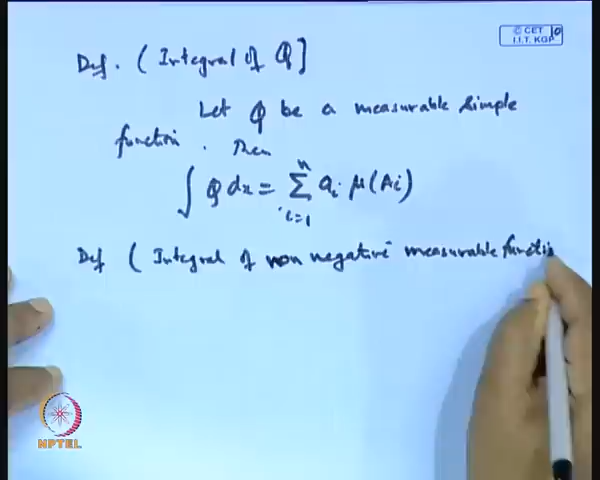 © CET
I.I.T. KGP
Def. ( Integral of φ ]
Let φ be a measurable simple
function . Then
∫ φ dx = ∑_{i=1}^{n} a_i μ(A_i)
Def ( Integral of non negative measurable functio
NPTEL